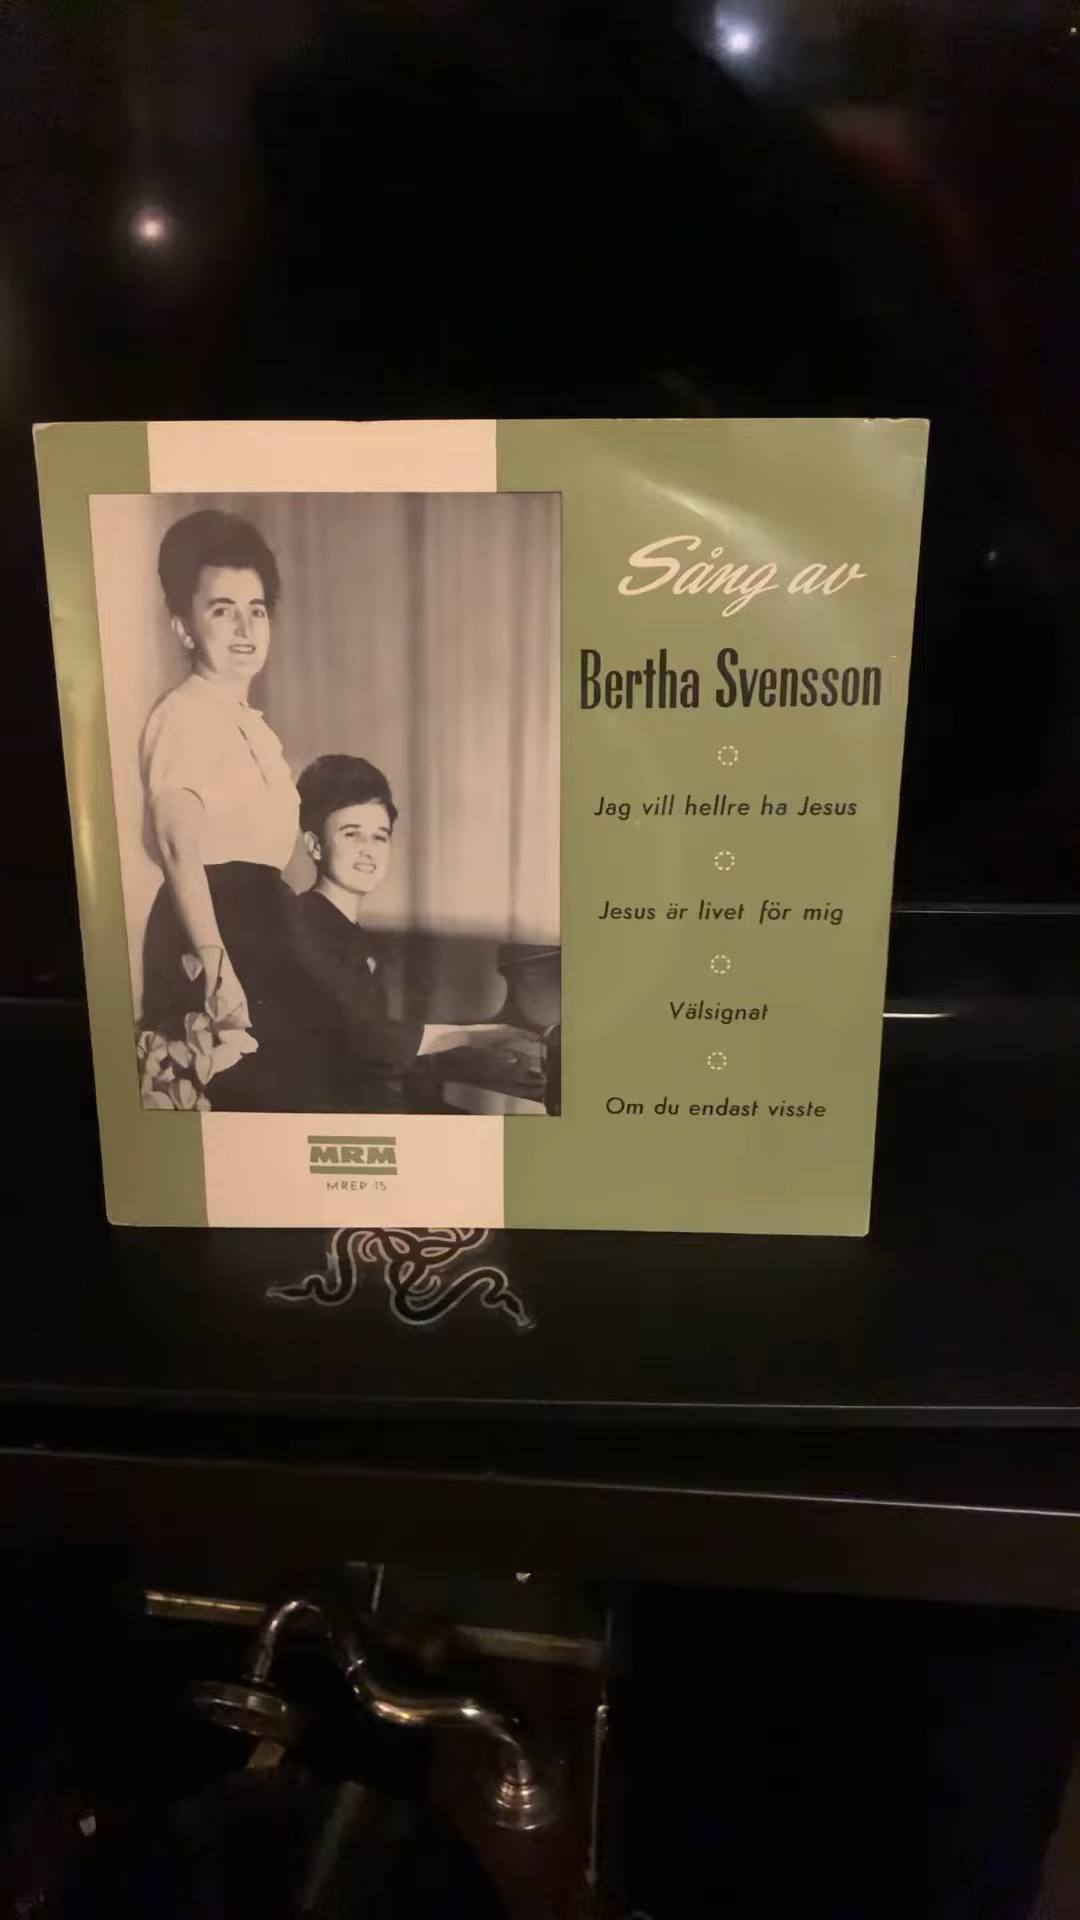 Sång av
Bertha Svensson
Jag vill hellre ha Jesus
Jesus är livet för mig
Välsignat
Om du endast visste
MRM
MREP 15